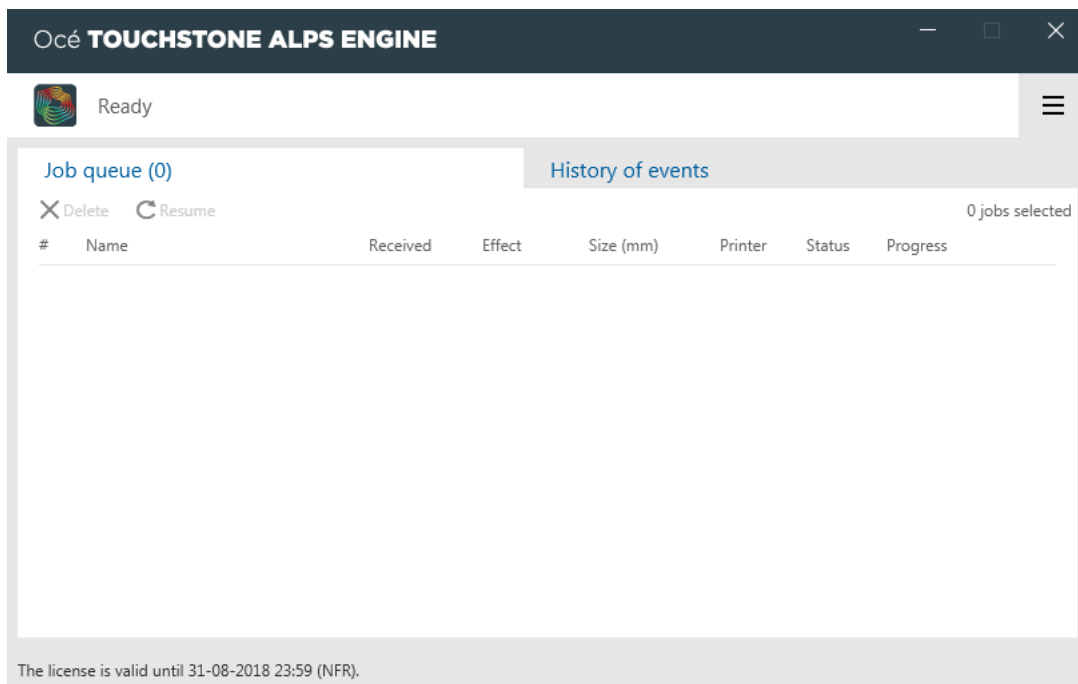 Océ TOUCHSTONE ALPS ENGINE
Ready
Job queue (0) History of events
Delete Resume 0 jobs selected
# Name Received Effect Size (mm) Printer Status Progress
The license is valid until 31-08-2018 23:59 (NFR).